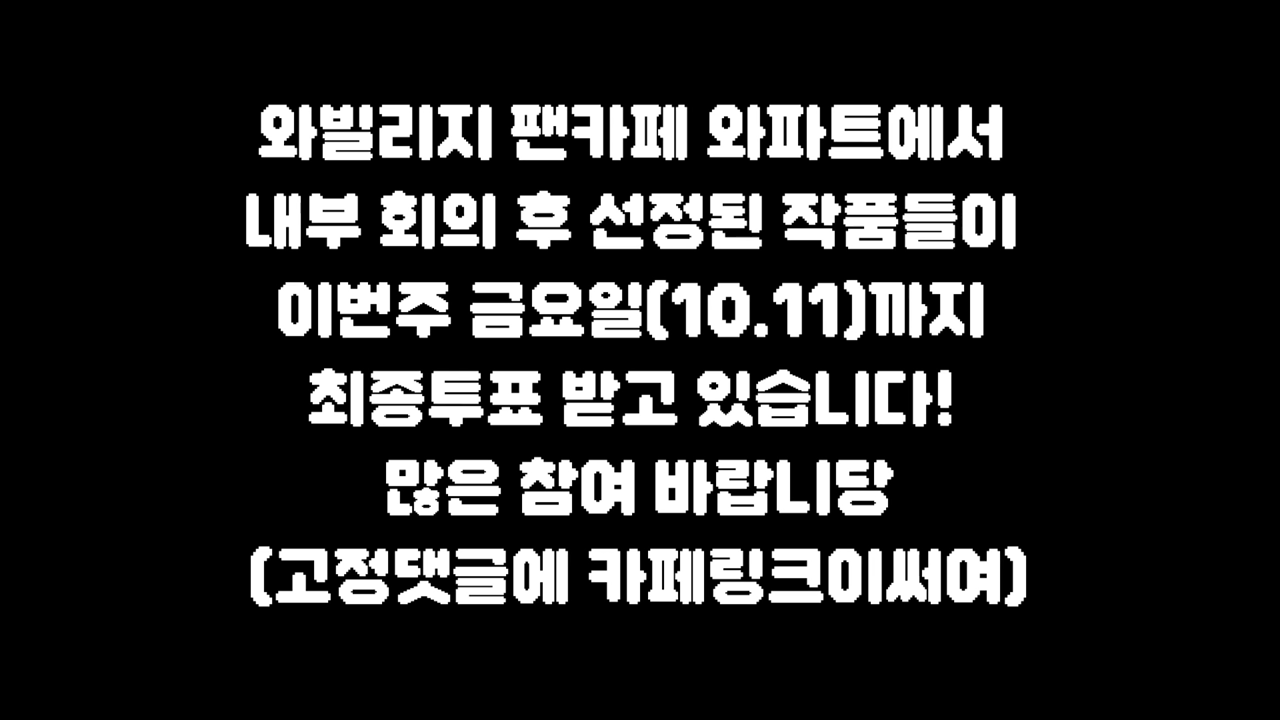 와빌리지 팬카페 와파트에서
내부 회의 후 선정된 작품들이
이번주 금요일(10.11)까지
최종투표 받고 있습니다!
많은 참여 바랍니당
(고정댓글에 카페링크이써여)